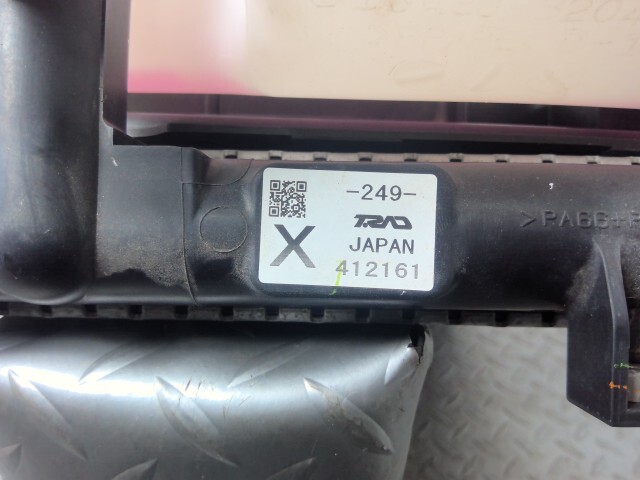 -249-
TRAD
X
JAPAN
412161
>PA66+